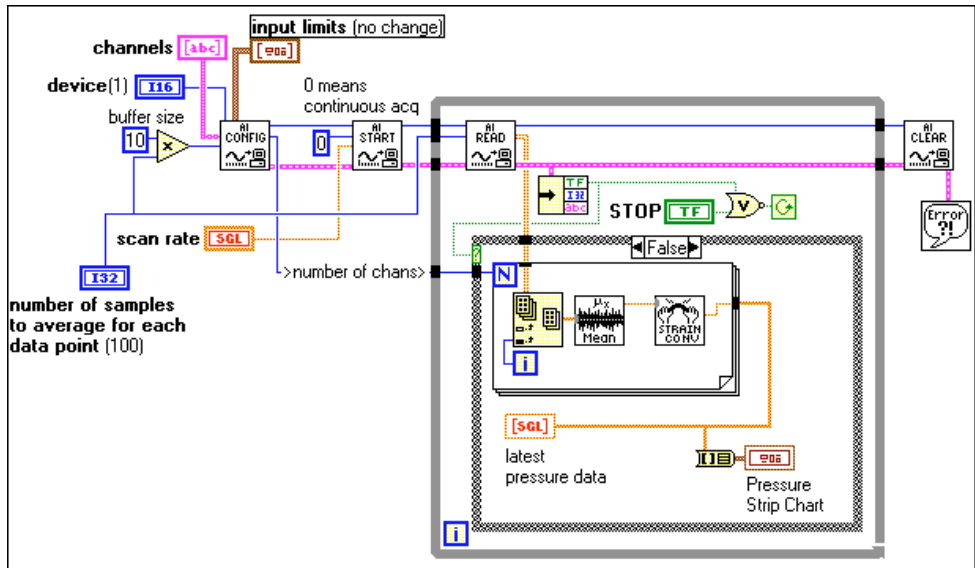 input limits (no change)
channels [abc]
device(1) I16
0 means
continuous acq
buffer size
10 x
AI
CONFIG
0
AI
START
AI
READ
AI
CLEAR
TF
I32
abc
STOP TF V
Error
?!
scan rate SGL
False
?
I32
>number of chans>
N
number of samples
to average for each
data point (100)
μx
Mean
STRAIN
CONV
i
[SGL]
latest
pressure data
Pressure
Strip Chart
i